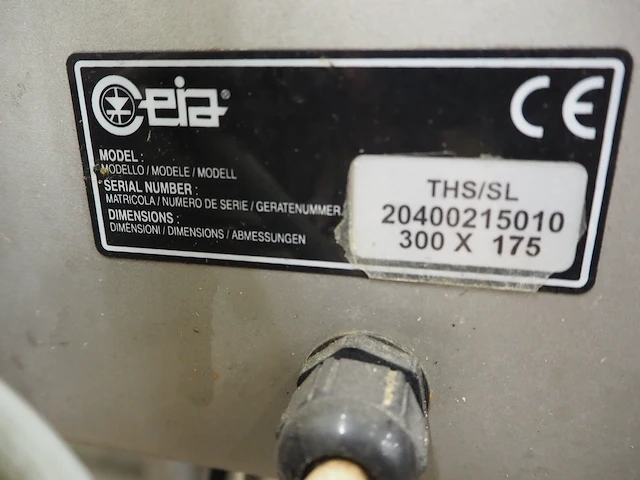 Ceia®
CE
MODEL :
MODELLO / MODELE / MODELL
SERIAL NUMBER :
MATRICOLA / NUMERO DE SERIE / GERATENUMMER
DIMENSIONS :
DIMENSIONI / DIMENSIONS / ABMESSUNGEN
THS/SL
20400215010
300 X 175